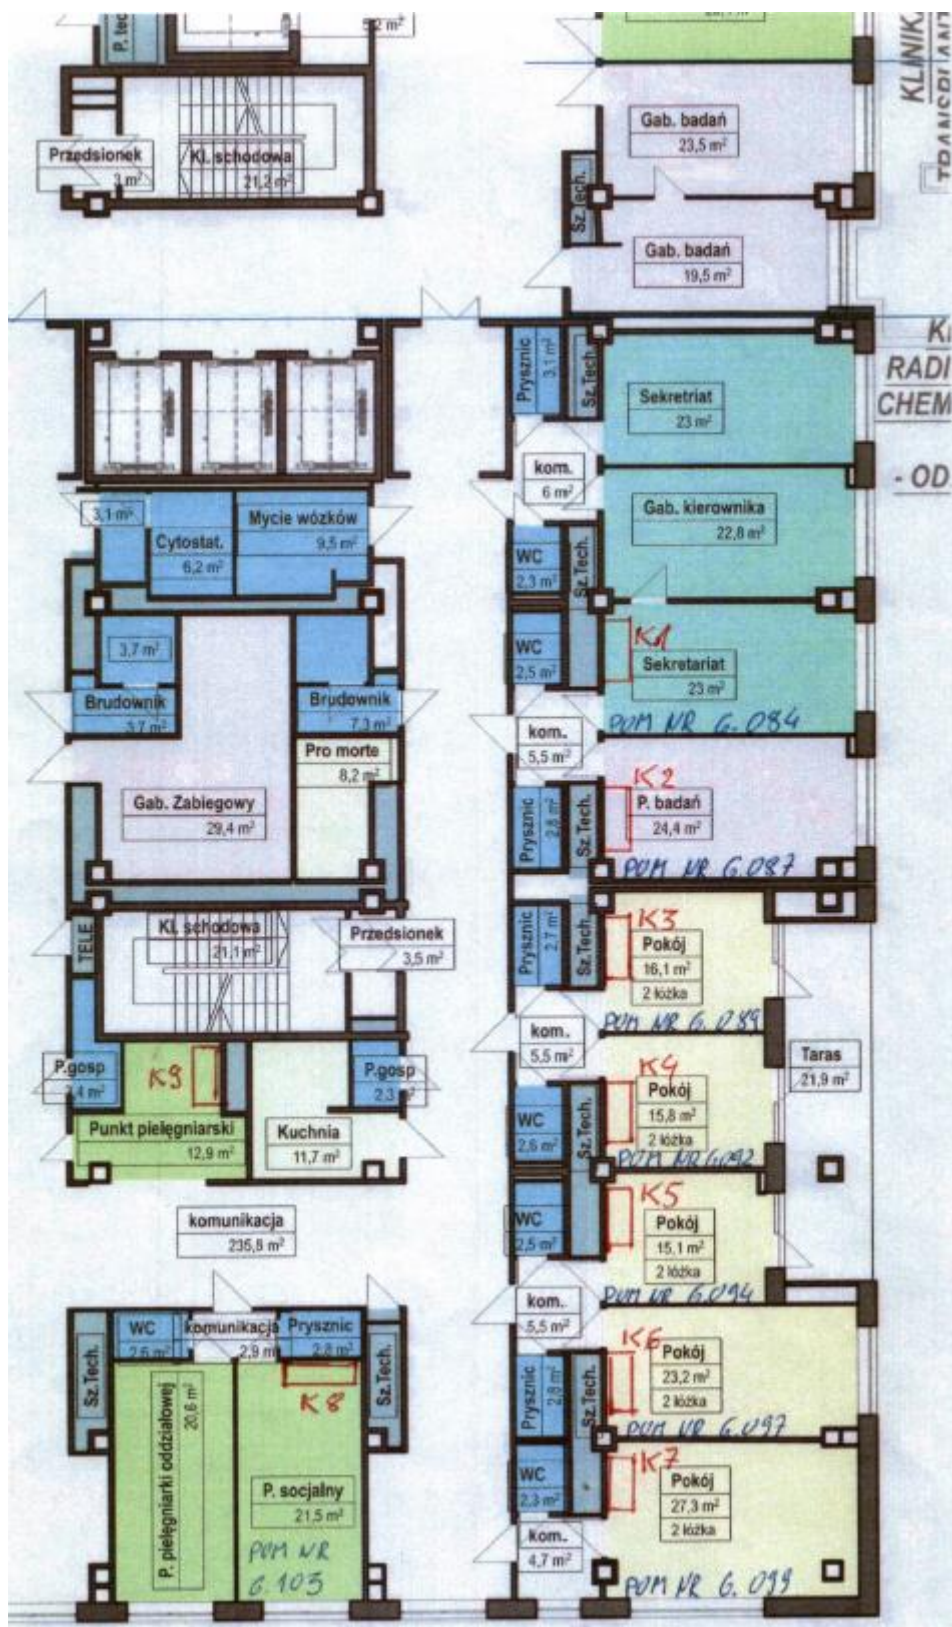 P. tec
5,2 m²
KLINIK
Gab. badań
23,5 m²
Przedsionek
3 m²
Kl. schodowa
21,2 m²
Sz.Tech.
Gab. badań
19,5 m²
Prysznic
3,1 m²
Sz.Tech
RADI
CHEM
Sekretriat
23 m²
kom.
6 m²
- OD
Gab. kierownika
22,8 m²
3,1 m²
Cytostat.
6,2 m²
Mycie wózków
9,5 m²
WC
2,3 m²
Sz.Tech.
3,7 m²
WC
2,5 m²
K1
Sekretariat
23 m²
POM NR G.084
Brudownik
3,7 m²
Brudownik
7,3 m²
kom.
5,5 m²
Pro morte
8,2 m²
Gab. Zabiegowy
29,4 m²
Prysznic
2,8 m²
Sz.Tech.
K2
P. badań
24,4 m²
POM NR G.087
TELE
Kl. schodowa
21,1 m²
Przedsionek
3,5 m²
Prysznic
2,7 m²
Sz.Tech.
K3
Pokój
16,1 m²
2 łóżka
POM NR G.089
kom.
5,5 m²
Taras
21,9 m²
P.gosp
2,4 m²
K9
P.gosp
2,3 m²
Punkt pielęgniarski
12,9 m²
Kuchnia
11,7 m²
WC
2,6 m²
Sz.Tech.
K4
Pokój
15,8 m²
2 łóżka
POM NR G.092
komunikacja
235,8 m²
WC
2,5 m²
K5
Pokój
15,1 m²
2 łóżka
POM NR G.094
kom.
5,5 m²
Sz.Tech.
WC
2,5 m²
komunikacja
2,9 m
Prysznic
2,8 m²
Sz.Tech.
Prysznic
2,8 m²
Sz.Tech.
K6
Pokój
23,2 m²
2 łóżka
POM NR G.097
K8
P. pielęgniarki oddziałowej
20,6 m²
P. socjalny
21,5 m²
POM NR
G.103
WC
2,3 m²
K7
Pokój
27,3 m²
2 łóżka
POM NR G.099
kom.
4,7 m²